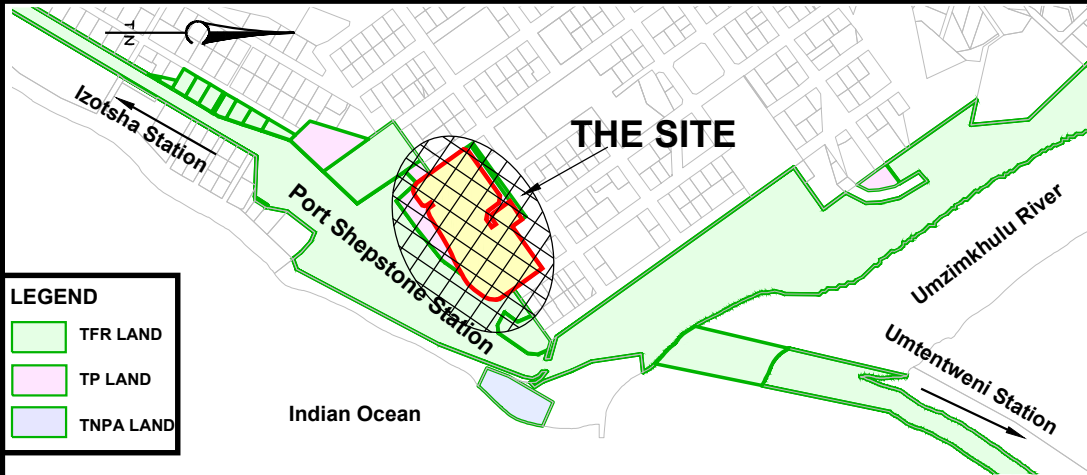 TN
THE SITE
Izotsha Station
Port Shepstone Station
Umzimkhulu River
Umtentweni Station
Indian Ocean
LEGEND
TFR LAND
TP LAND
TNPA LAND